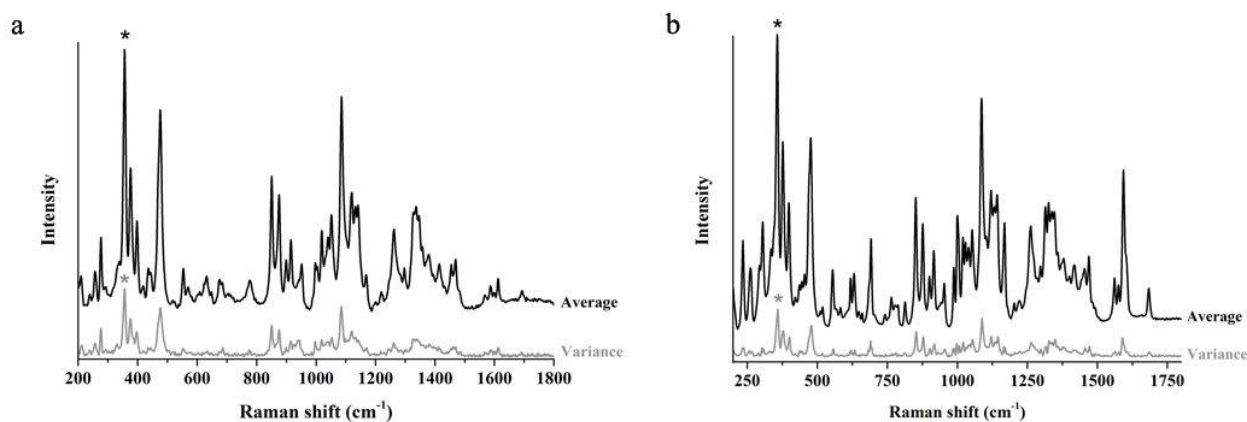 a
*
*
Intensity
Average
Variance
200 400 600 800 1000 1200 1400 1600 1800
Raman shift (cm⁻¹)
b
*
*
Intensity
Average
Variance
250 500 750 1000 1250 1500 1750
Raman shift (cm⁻¹)